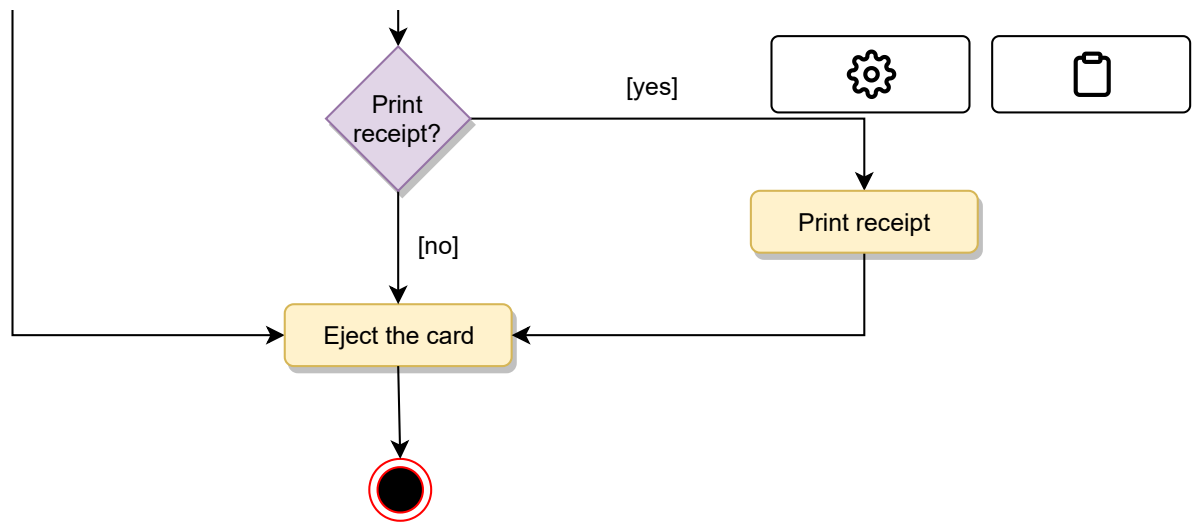 [yes]
Print
receipt?
Print receipt
[no]
Eject the card